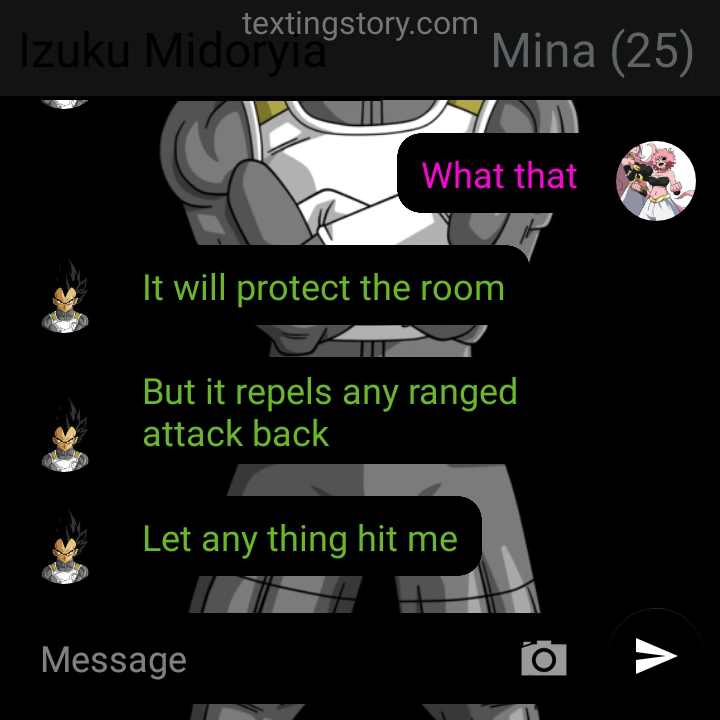 textingstory.com
Izuku Midoryia
Mina (25)
What that
It will protect the room
But it repels any ranged
attack back
Let any thing hit me
Message